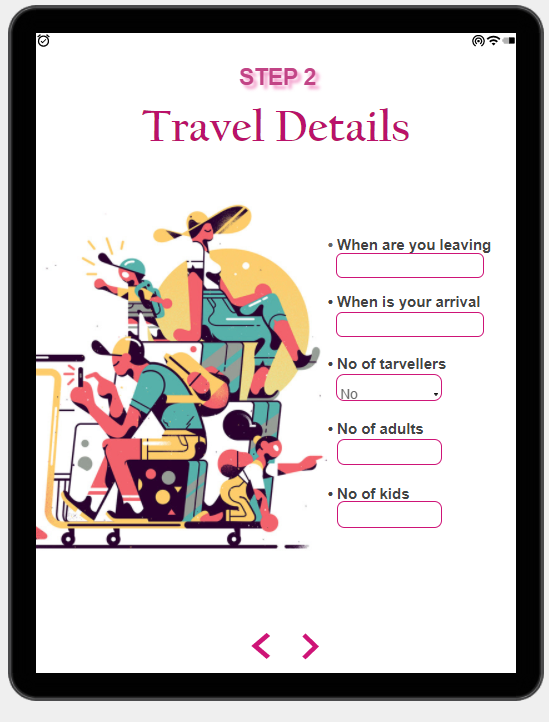 STEP 2
Travel Details
• When are you leaving
• When is your arrival
• No of tarvellers
No
• No of adults
• No of kids